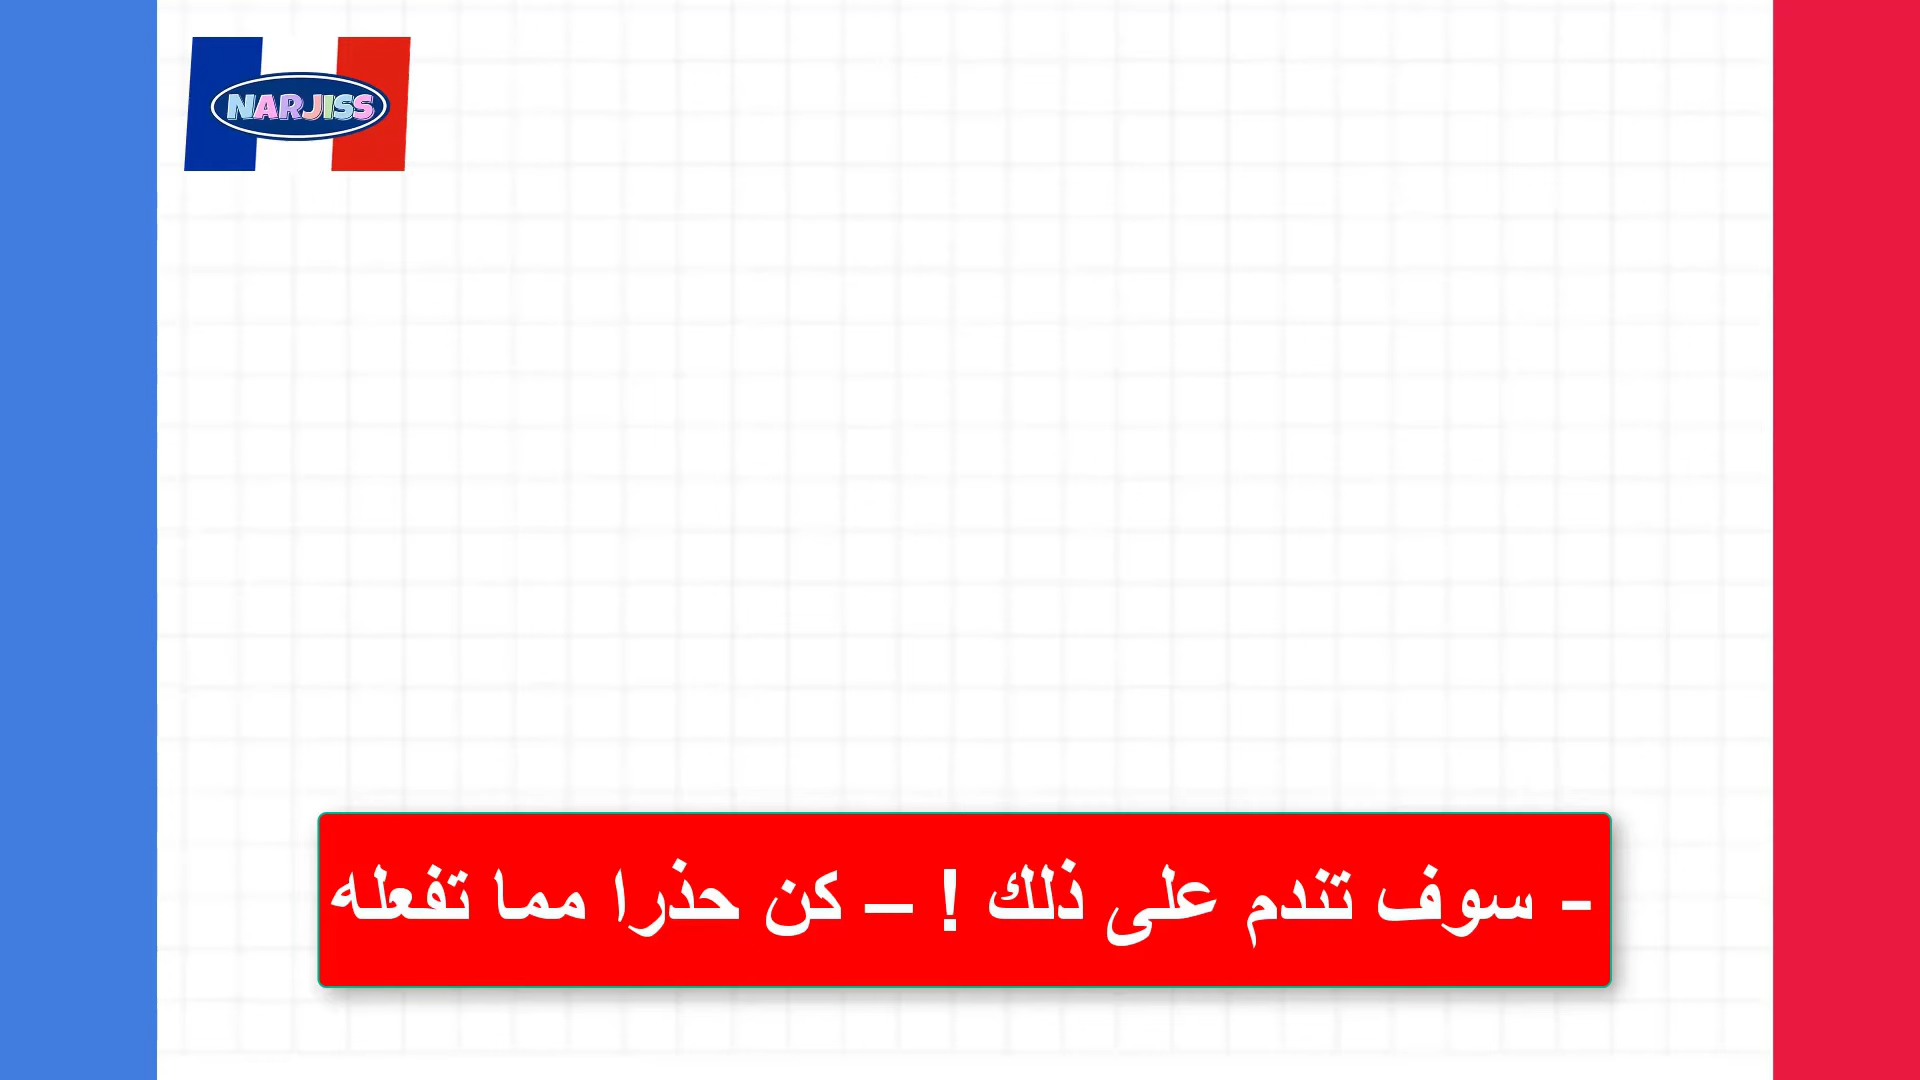 NARJISS
- سوف تندم على ذلك ! – كن حذرا مما تفعله